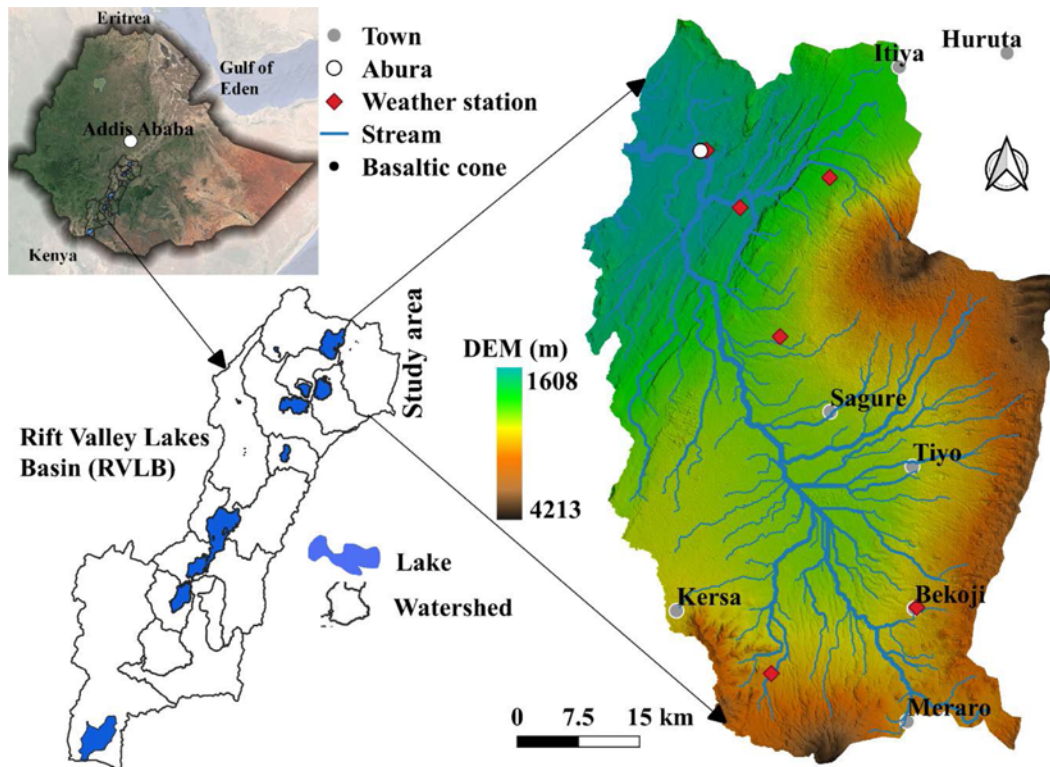 Eritrea
Gulf of
Eden
Addis Ababa
Kenya
Town
Abura
Weather station
Stream
Basaltic cone
Itiya
Huruta
Study area
DEM (m)
1608
4213
Sagure
Tiyo
Rift Valley Lakes
Basin (RVLB)
Lake
Watershed
Kersa
Bekoji
Meraro
0 7.5 15 km